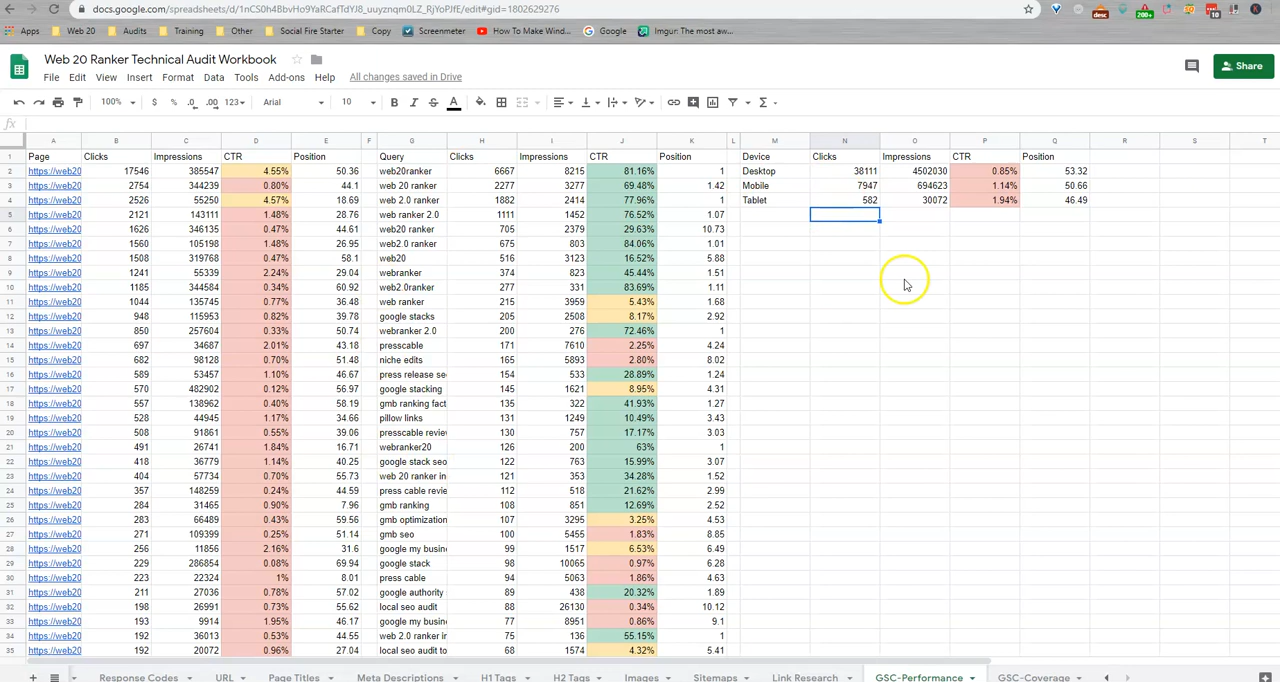 docs.google.com/spreadsheets/d/1nCS0h4BbvHo9YaRCafTdYJ8_uuyznqm0LZ_RjYoPJfE/edit#gid=1802629276
Apps Web 20 Audits Training Other Social Fire Starter Copy Screenmeter How To Make Wind... Google Imgur: The most aw...
Web 20 Ranker Technical Audit Workbook
File Edit View Insert Format Data Tools Add-ons Help All changes saved in Drive
Share
100% $ % .0 .00 123 Arial 10 B I S A
fx
A B C D E F G H I J K L M N O P Q R S T
1 Page Clicks Impressions CTR Position Query Clicks Impressions CTR Position Device Clicks Impressions CTR Position
2 https://web20 17546 385547 4.55% 50.36 web20ranker 6667 8215 81.16% 1 Desktop 38111 4502030 0.85% 53.32
3 https://web20 2754 344239 0.80% 44.1 web 20 ranker 2277 3277 69.48% 1.42 Mobile 7947 694623 1.14% 50.66
4 https://web20 2526 55250 4.57% 18.69 web 2.0 ranker 1882 2414 77.96% 1 Tablet 582 30072 1.94% 46.49
5 https://web20 2121 143111 1.48% 28.76 web ranker 2.0 1111 1452 76.52% 1.07
6 https://web20 1626 346135 0.47% 44.61 web20 ranker 705 2379 29.63% 10.73
7 https://web20 1560 105198 1.48% 26.95 web2.0 ranker 675 803 84.06% 1.01
8 https://web20 1508 319768 0.47% 58.1 web20 516 3123 16.52% 5.88
9 https://web20 1241 55339 2.24% 29.04 webranker 374 823 45.44% 1.51
10 https://web20 1185 344584 0.34% 60.92 web2.0ranker 277 331 83.69% 1.11
11 https://web20 1044 135745 0.77% 36.48 web ranker 215 3959 5.43% 1.68
12 https://web20 948 115953 0.82% 39.78 google stacks 205 2508 8.17% 2.92
13 https://web20 850 257604 0.33% 50.74 webranker 2.0 200 276 72.46% 1
14 https://web20 697 34687 2.01% 43.18 presscable 171 7610 2.25% 4.24
15 https://web20 682 98128 0.70% 51.48 niche edits 165 5893 2.80% 8.02
16 https://web20 589 53457 1.10% 46.67 press release se 154 533 28.89% 1.24
17 https://web20 570 482902 0.12% 56.97 google stacking 145 1621 8.95% 4.31
18 https://web20 557 138962 0.40% 58.19 gmb ranking fact 135 322 41.93% 1.27
19 https://web20 528 44945 1.17% 34.66 pillow links 131 1249 10.49% 3.43
20 https://web20 508 91861 0.55% 39.06 presscable revie 130 757 17.17% 3.03
21 https://web20 491 26741 1.84% 16.71 webranker20 126 200 63% 1
22 https://web20 418 36779 1.14% 40.25 google stack seo 122 763 15.99% 3.07
23 https://web20 404 57734 0.70% 55.73 web 20 ranker in 121 353 34.28% 1.52
24 https://web20 357 148259 0.24% 44.59 press cable revie 112 518 21.62% 2.99
25 https://web20 284 31465 0.90% 7.96 gmb ranking 108 851 12.69% 2.52
26 https://web20 283 66489 0.43% 59.56 gmb optimization 107 3295 3.25% 4.53
27 https://web20 271 109399 0.25% 51.14 gmb seo 100 5455 1.83% 8.85
28 https://web20 256 11856 2.16% 31.6 google my busin 99 1517 6.53% 6.49
29 https://web20 229 286854 0.08% 69.94 google stack 98 10065 0.97% 6.28
30 https://web20 223 22324 1% 8.01 press cable 94 5063 1.86% 4.63
31 https://web20 211 27036 0.78% 57.02 google authority 89 438 20.32% 1.89
32 https://web20 198 26991 0.73% 55.62 local seo audit 88 26130 0.34% 10.12
33 https://web20 193 9914 1.95% 46.17 google my busin 77 8951 0.86% 9.1
34 https://web20 192 36013 0.53% 44.55 web 2.0 ranker in 75 136 55.15% 1
35 https://web20 192 20072 0.96% 27.04 local seo audit to 68 1574 4.32% 5.41
Response Codes URL Page Titles Meta Descriptions H1 Tags H2 Tags Images Sitemaps Link Research GSC-Performance GSC-Coverage